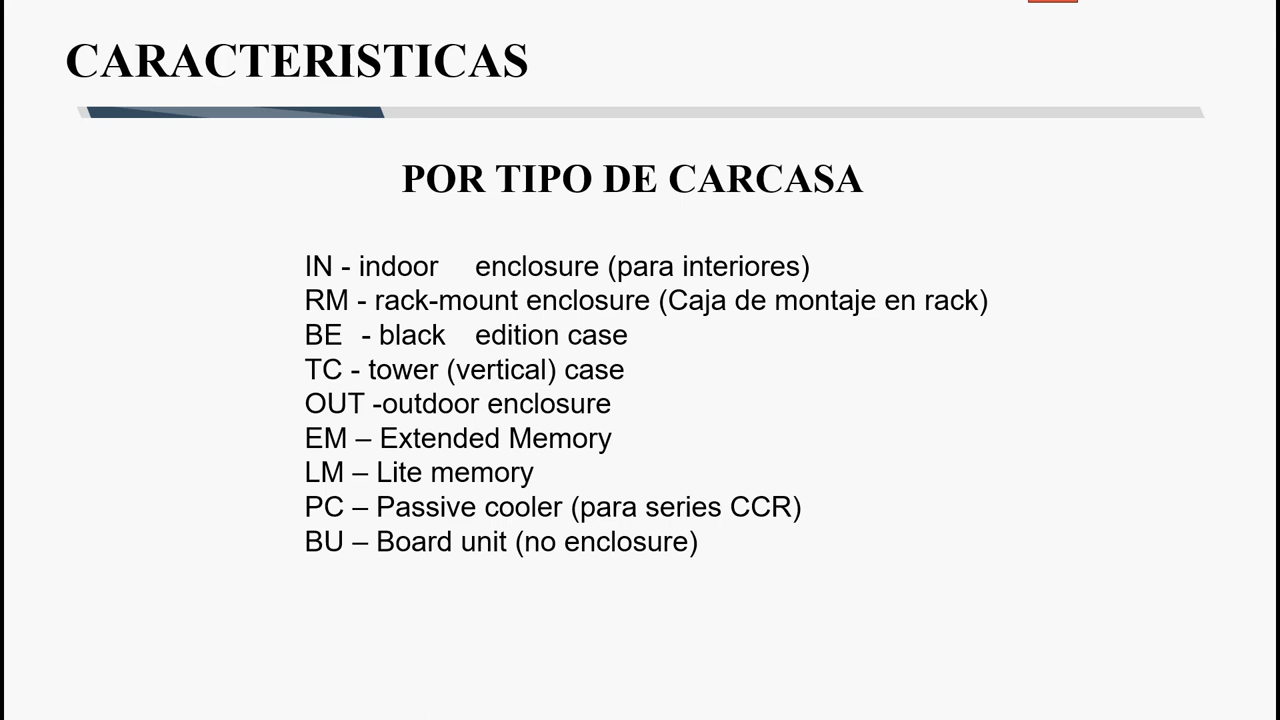 CARACTERISTICAS
POR TIPO DE CARCASA
IN - indoor enclosure (para interiores)
RM - rack-mount enclosure (Caja de montaje en rack)
BE - black edition case
TC - tower (vertical) case
OUT -outdoor enclosure
EM – Extended Memory
LM – Lite memory
PC – Passive cooler (para series CCR)
BU – Board unit (no enclosure)